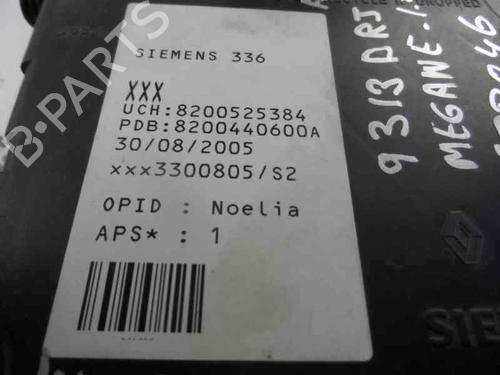 SIEMENS 336
XXX
UCH:8200525384
PDB:8200440600A
30/08/2005
xxx3300805/S2
OPID : Noelia
APS* : 1
9313 DRJ
MEGANE
B-Parts
SIE